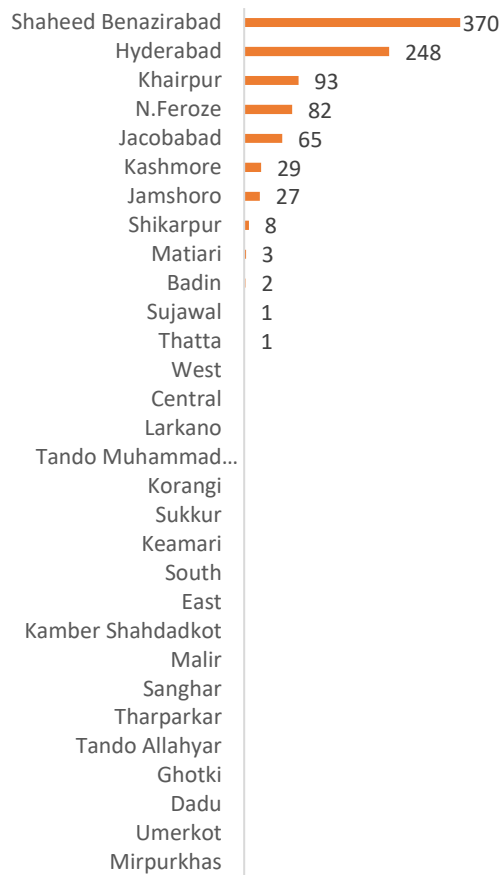 Shaheed Benazirabad 370
Hyderabad 248
Khairpur 93
N.Feroze 82
Jacobabad 65
Kashmore 29
Jamshoro 27
Shikarpur 8
Matiari 3
Badin 2
Sujawal 1
Thatta 1
West
Central
Larkano
Tando Muhammad...
Korangi
Sukkur
Keamari
South
East
Kamber Shahdadkot
Malir
Sanghar
Tharparkar
Tando Allahyar
Ghotki
Dadu
Umerkot
Mirpurkhas